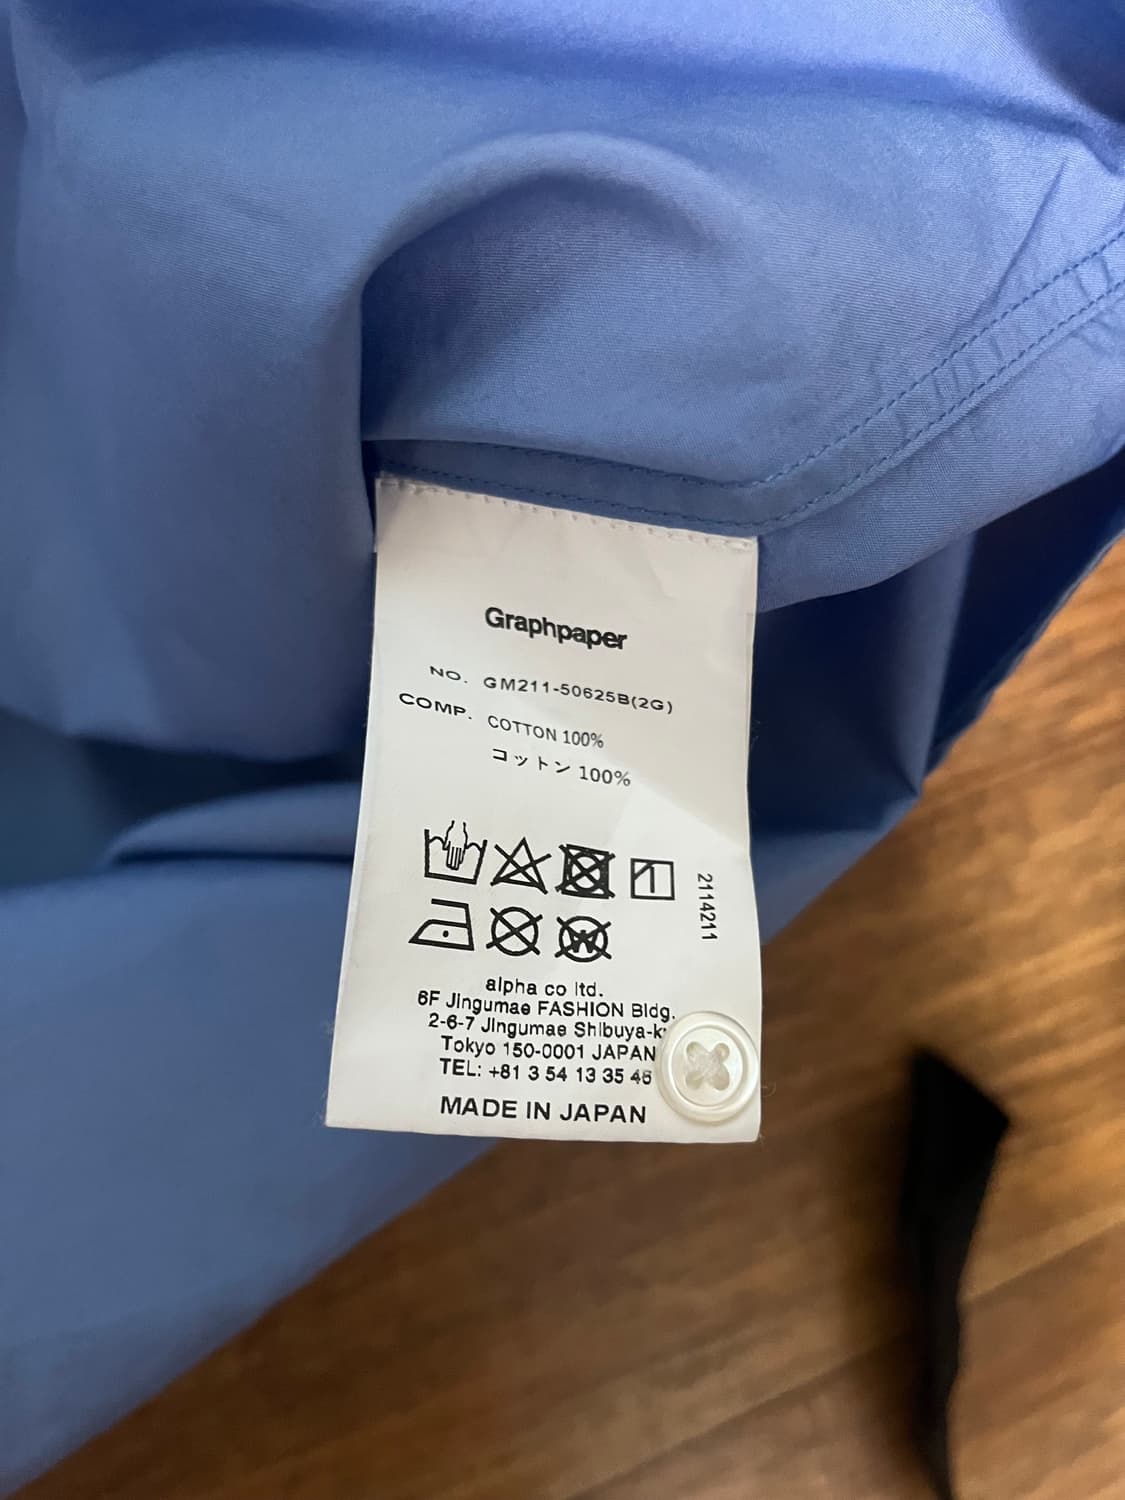 Graphpaper
NO. GM211-50625B(2G)
COMP. COTTON 100%
コットン 100%
2114211
alpha co ltd.
6F Jingumae FASHION Bldg.
2-6-7 Jingumae Shibuya-k
Tokyo 150-0001 JAPAN
TEL: +81 3 54 13 35 46
MADE IN JAPAN